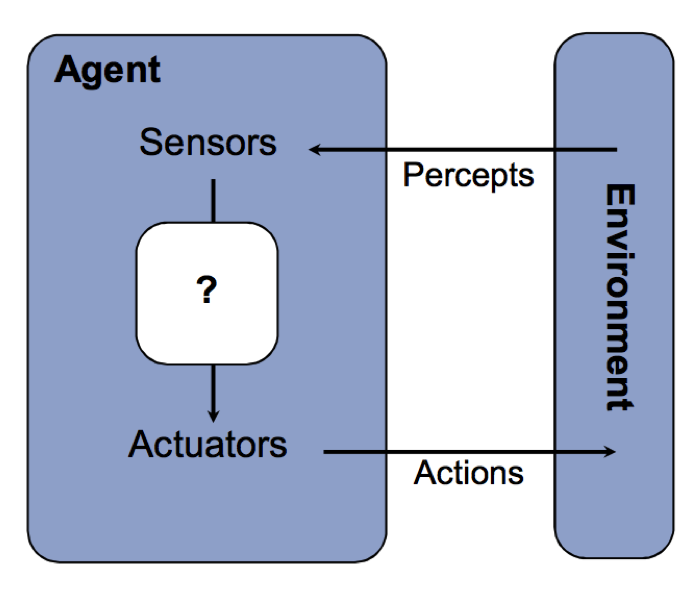 Agent
Sensors
Percepts
?
Environment
Actuators
Actions